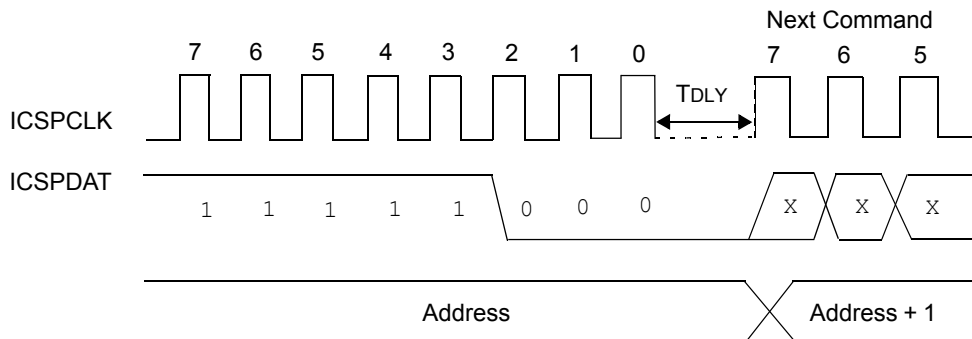 Next Command
7 6 5 4 3 2 1 0 7 6 5
TDLY
ICSPCLK
ICSPDAT
1 1 1 1 1 0 0 0 X X X
Address Address + 1